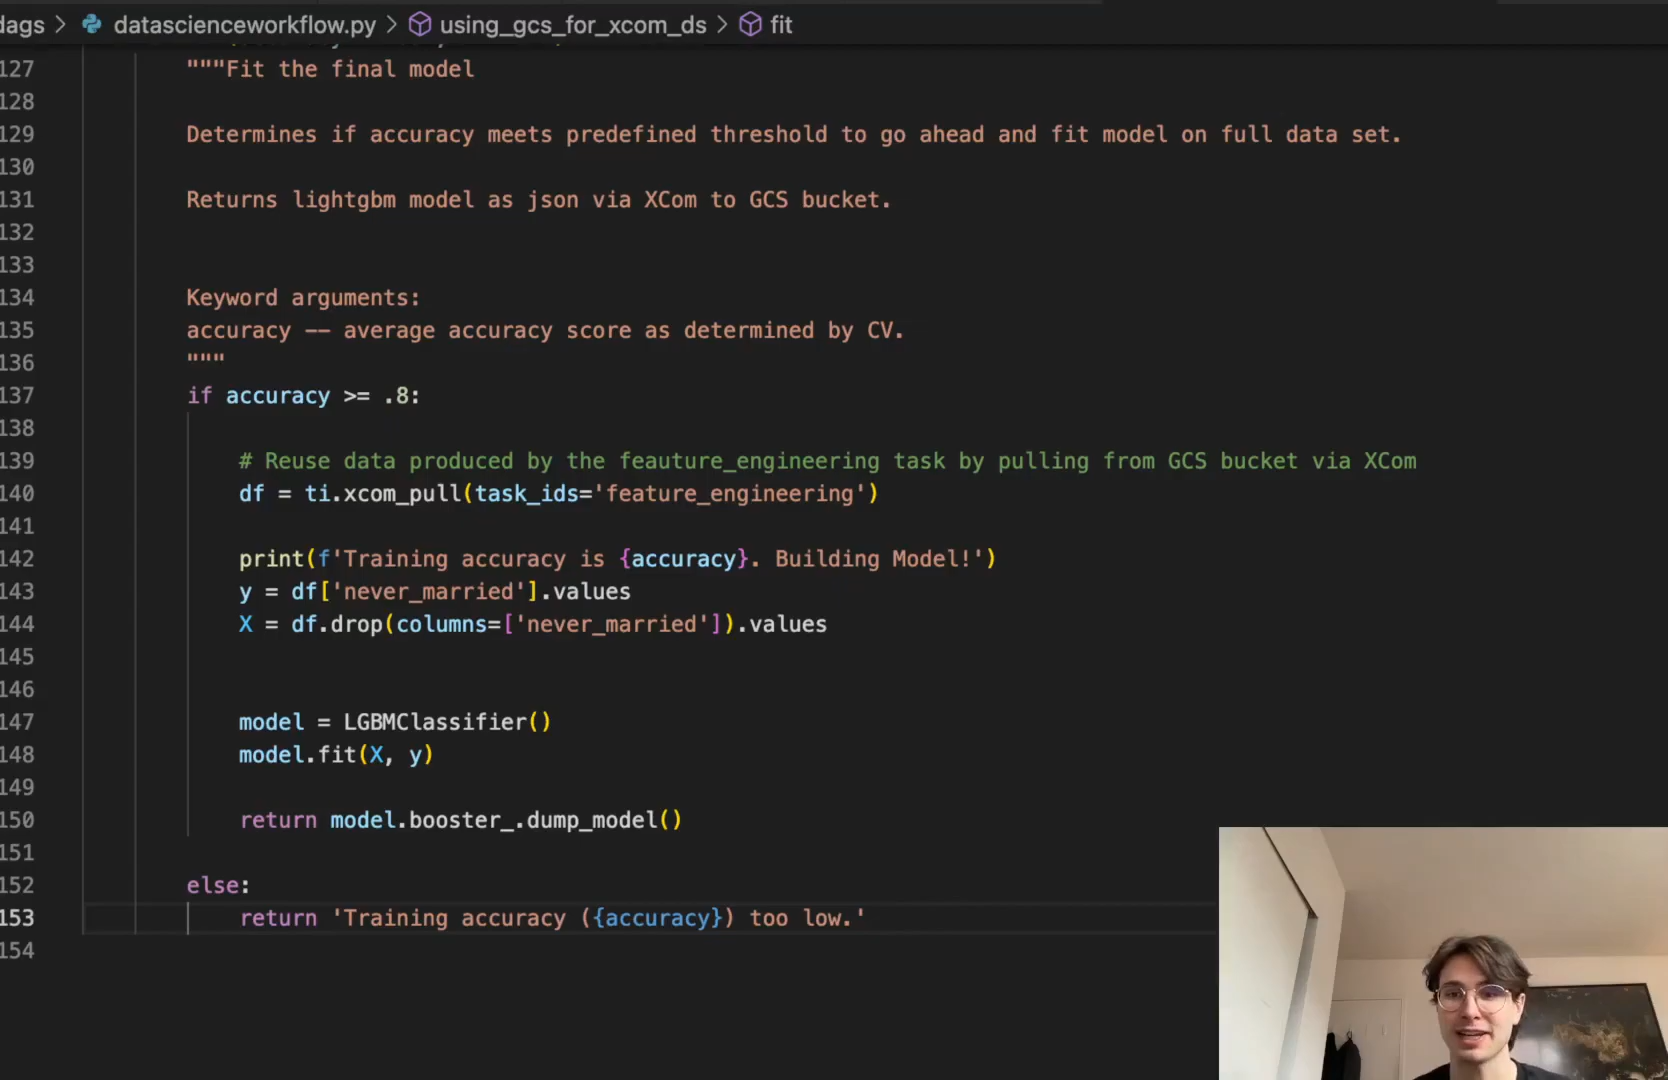 dags > datascienceworkflow.py > using_gcs_for_xcom_ds > fit
127 """Fit the final model
128
129 Determines if accuracy meets predefined threshold to go ahead and fit model on full data set.
130
131 Returns lightgbm model as json via XCom to GCS bucket.
132
133
134 Keyword arguments:
135 accuracy -- average accuracy score as determined by CV.
136 """
137 if accuracy >= .8:
138
139 # Reuse data produced by the feauture_engineering task by pulling from GCS bucket via XCom
140 df = ti.xcom_pull(task_ids='feature_engineering')
141
142 print(f'Training accuracy is {accuracy}. Building Model!')
143 y = df['never_married'].values
144 X = df.drop(columns=['never_married']).values
145
146
147 model = LGBMClassifier()
148 model.fit(X, y)
149
150 return model.booster_.dump_model()
151
152 else:
153 return 'Training accuracy ({accuracy}) too low.'
154